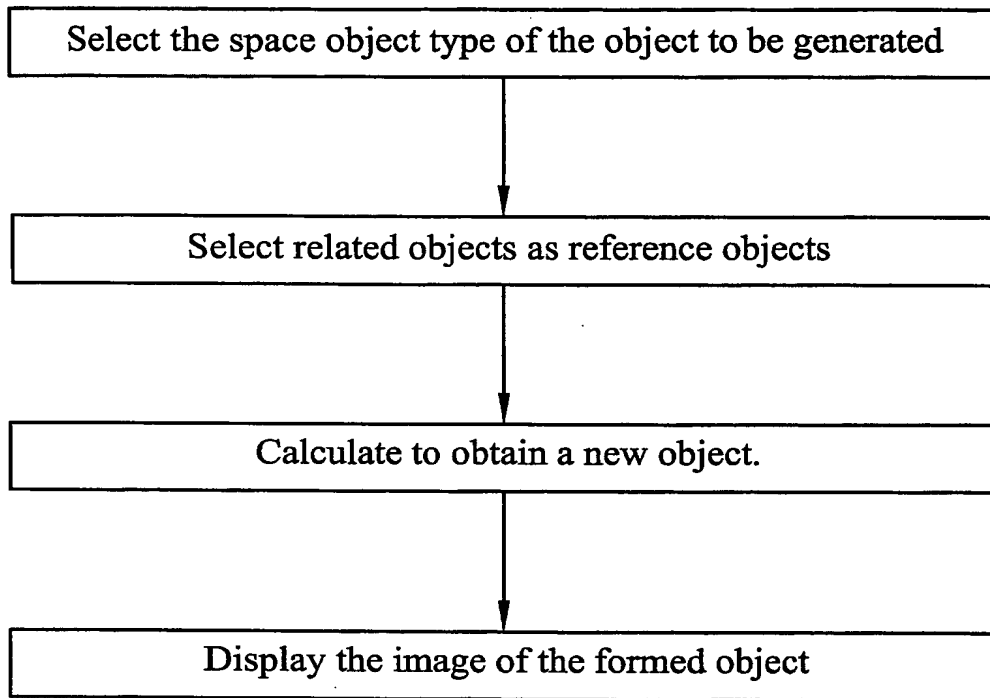 Select the space object type of the object to be generated
Select related objects as reference objects
Calculate to obtain a new object.
Display the image of the formed object